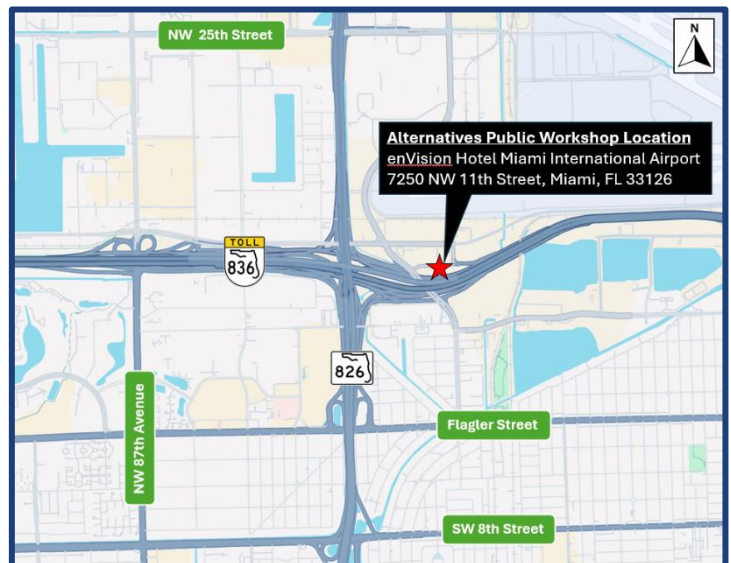 NW 25th Street
N
Alternatives Public Workshop Location
enVision Hotel Miami International Airport
7250 NW 11th Street, Miami, FL 33126
TOLL
836
826
NW 87th Avenue
Flagler Street
SW 8th Street